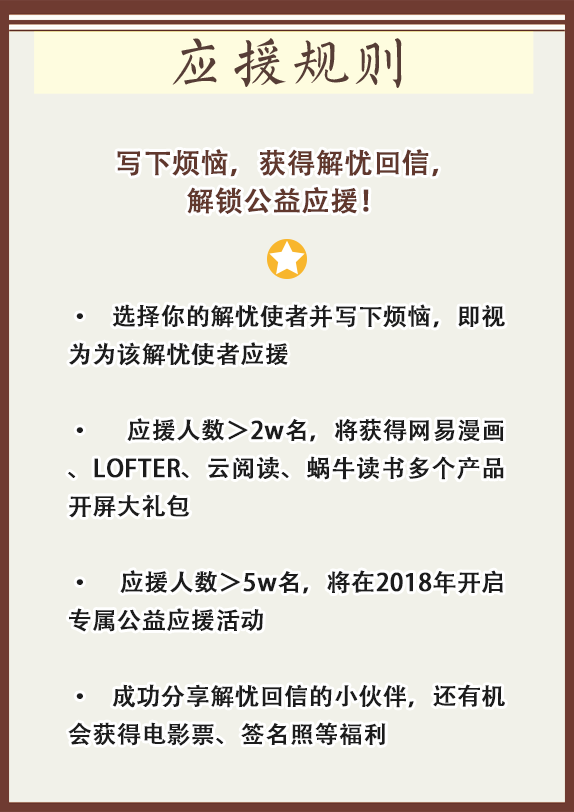 应援规则
写下烦恼，获得解忧回信，
解锁公益应援！
• 选择你的解忧使者并写下烦恼，即视
为为该解忧使者应援
• 应援人数＞2w名，将获得网易漫画
、LOFTER、云阅读、蜗牛读书多个产品
开屏大礼包
• 应援人数＞5w名，将在2018年开启
专属公益应援活动
• 成功分享解忧回信的小伙伴，还有机
会获得电影票、签名照等福利